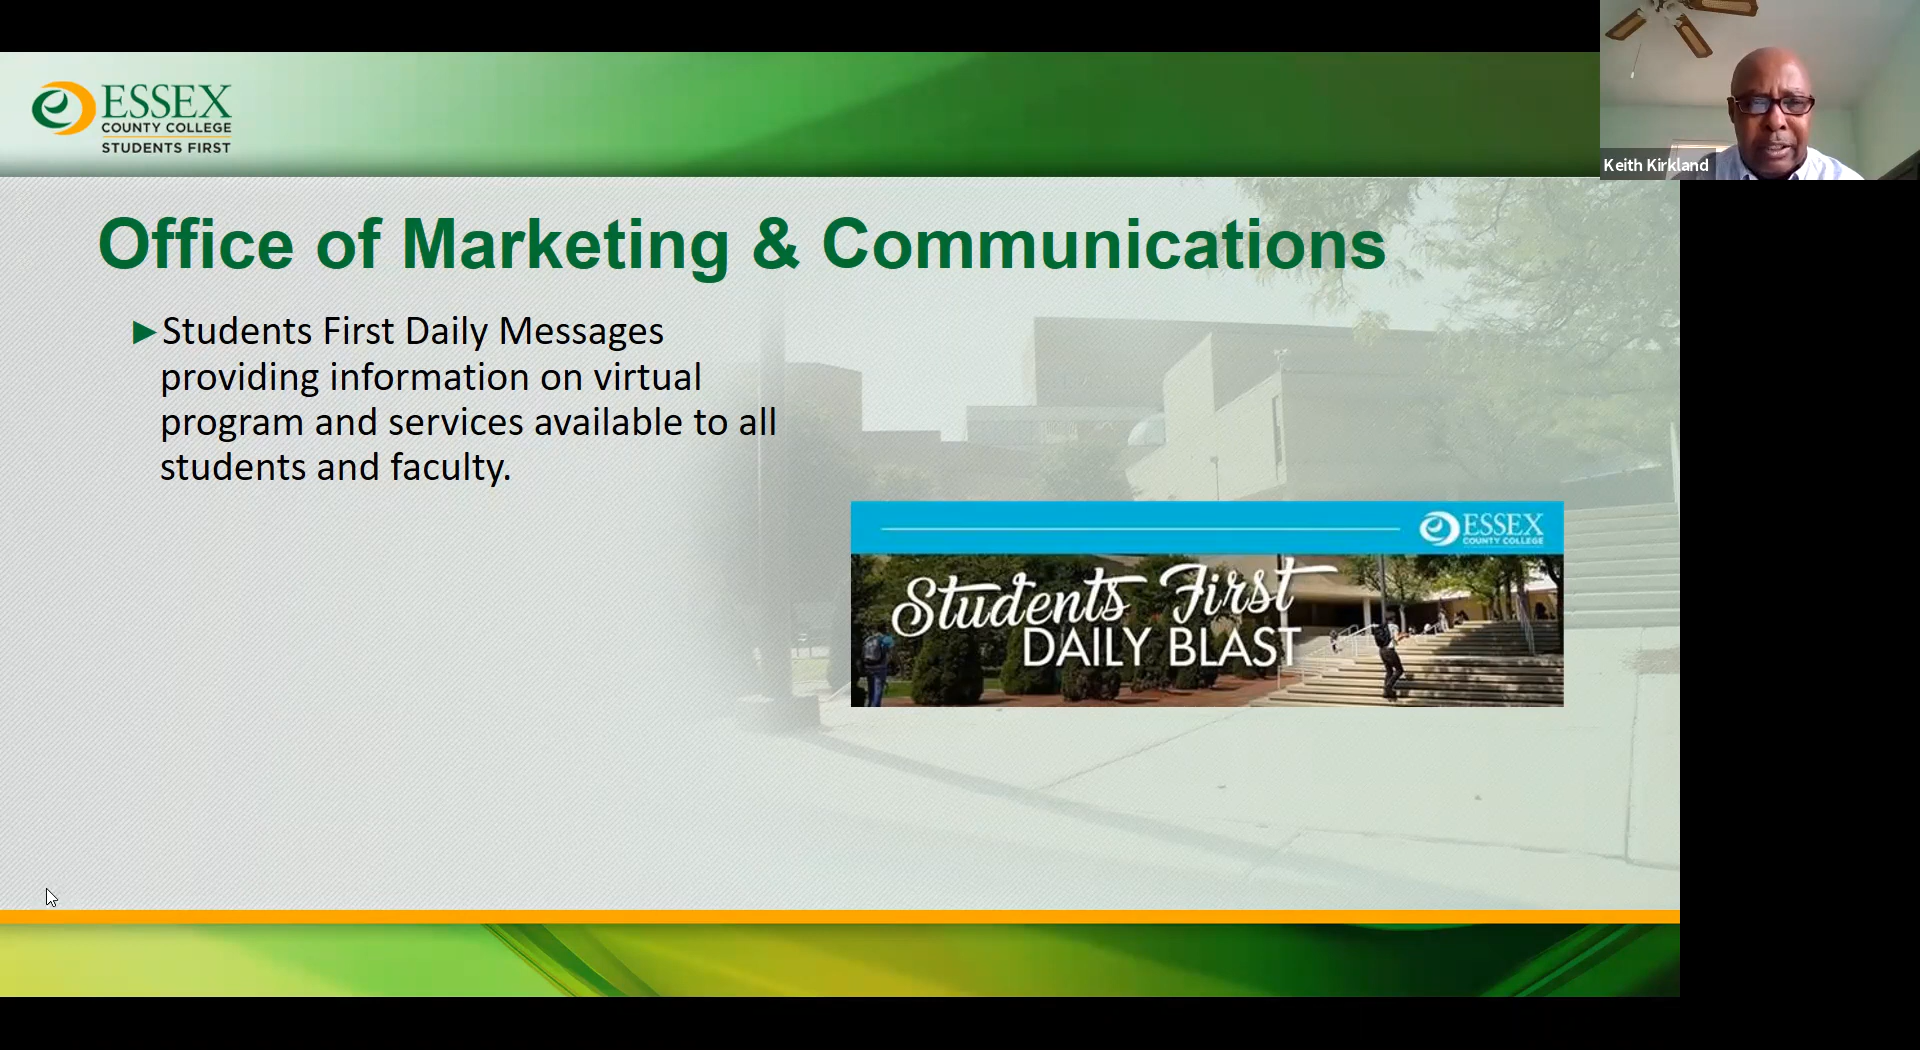 ESSEX
COUNTY COLLEGE
STUDENTS FIRST
Keith Kirkland
Office of Marketing & Communications
►Students First Daily Messages
providing information on virtual
program and services available to all
students and faculty.
ESSEX
COUNTY COLLEGE
Students First
DAILY BLAST